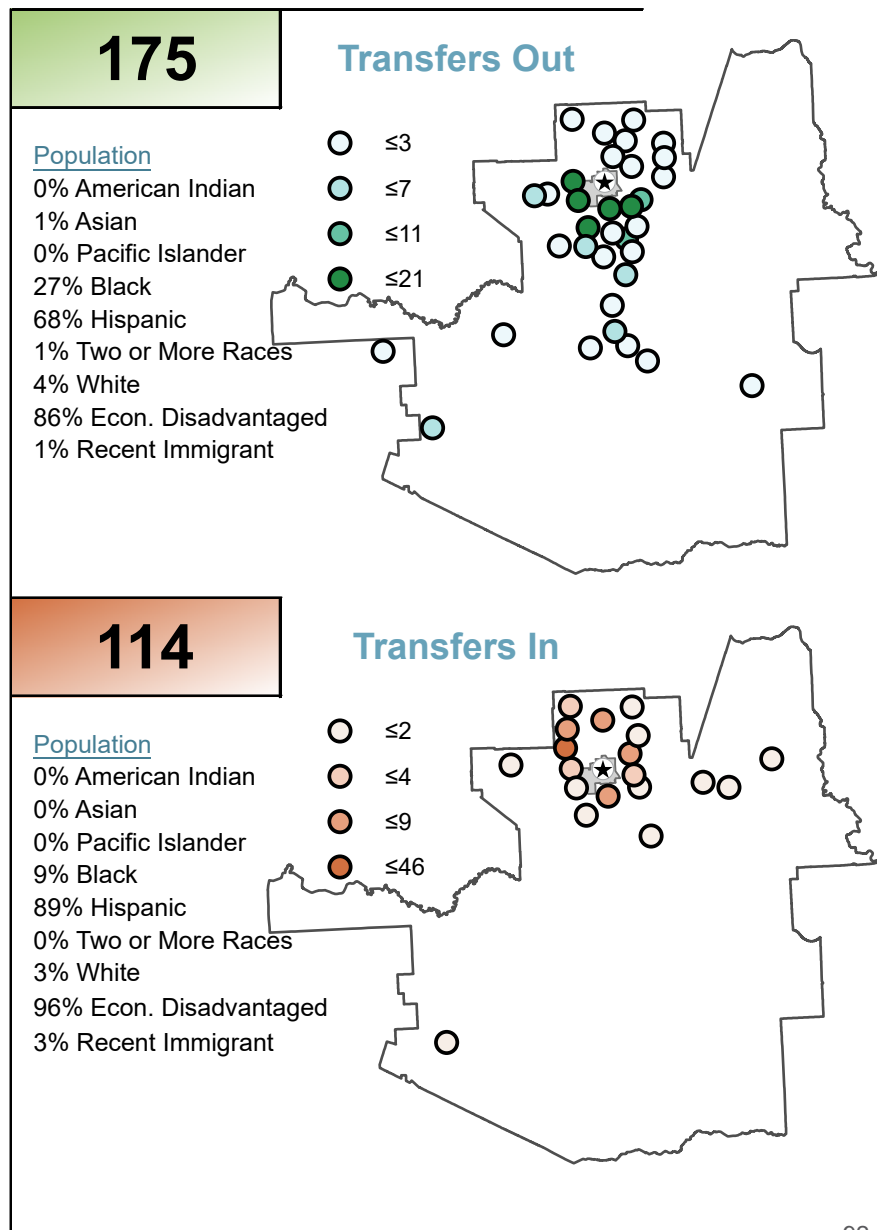 175
Transfers Out
Population
0% American Indian
1% Asian
0% Pacific Islander
27% Black
68% Hispanic
1% Two or More Races
4% White
86% Econ. Disadvantaged
1% Recent Immigrant
≤3
≤7
≤11
≤21
114
Transfers In
Population
0% American Indian
0% Asian
0% Pacific Islander
9% Black
89% Hispanic
0% Two or More Races
3% White
96% Econ. Disadvantaged
3% Recent Immigrant
≤2
≤4
≤9
≤46